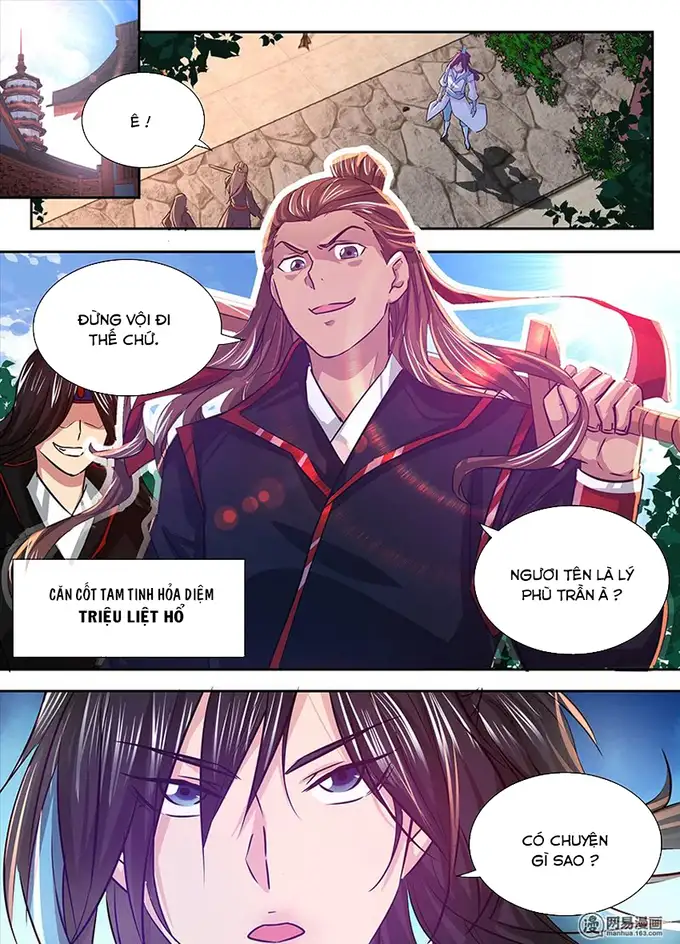 Ê !
ĐỪNG VỘI ĐI
THẾ CHỨ.
CĂN CỐT TAM TINH HỎA DIỆM
TRIỆU LIỆT HỔ
NGƯƠI TÊN LÀ LÝ
PHÙ TRẦN À ?
CÓ CHUYỆN
GÌ SAO ?
网易漫画
manhua.163.com